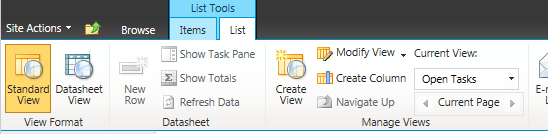 List Tools
Site Actions
Browse
Items
List
Standard View
Datasheet View
View Format
New Row
Show Task Pane
Show Totals
Refresh Data
Datasheet
Create View
Modify View
Create Column
Navigate Up
Current View:
Open Tasks
Current Page
Manage Views